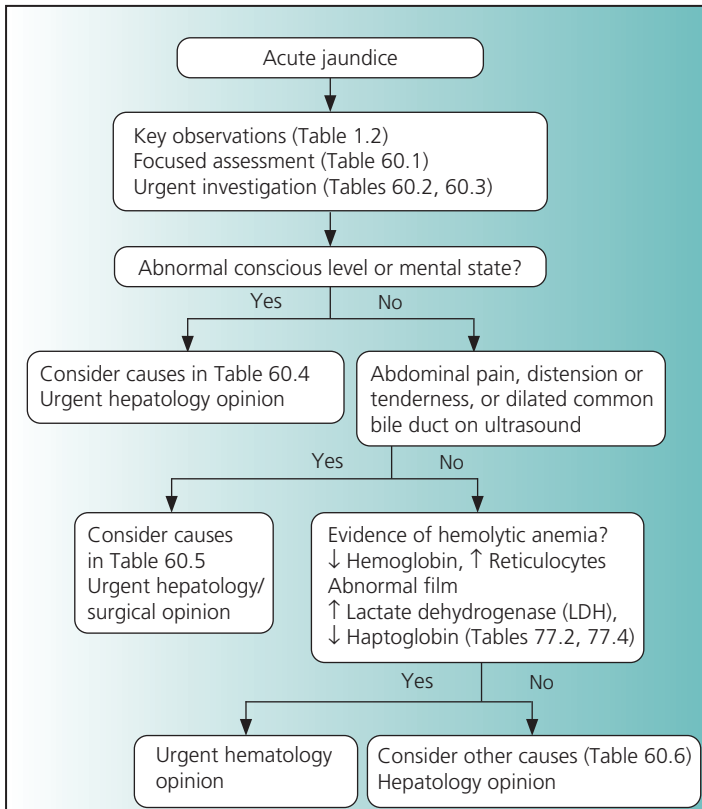 Acute jaundice
Key observations (Table 1.2)
Focused assessment (Table 60.1)
Urgent investigation (Tables 60.2, 60.3)
Abnormal conscious level or mental state?
Yes
No
Consider causes in Table 60.4
Urgent hepatology opinion
Abdominal pain, distension or
tenderness, or dilated common
bile duct on ultrasound
Yes
No
Consider causes
in Table 60.5
Urgent hepatology/
surgical opinion
Evidence of hemolytic anemia?
↓ Hemoglobin, ↑ Reticulocytes
Abnormal film
↑ Lactate dehydrogenase (LDH),
↓ Haptoglobin (Tables 77.2, 77.4)
Yes
No
Urgent hematology
opinion
Consider other causes (Table 60.6)
Hepatology opinion